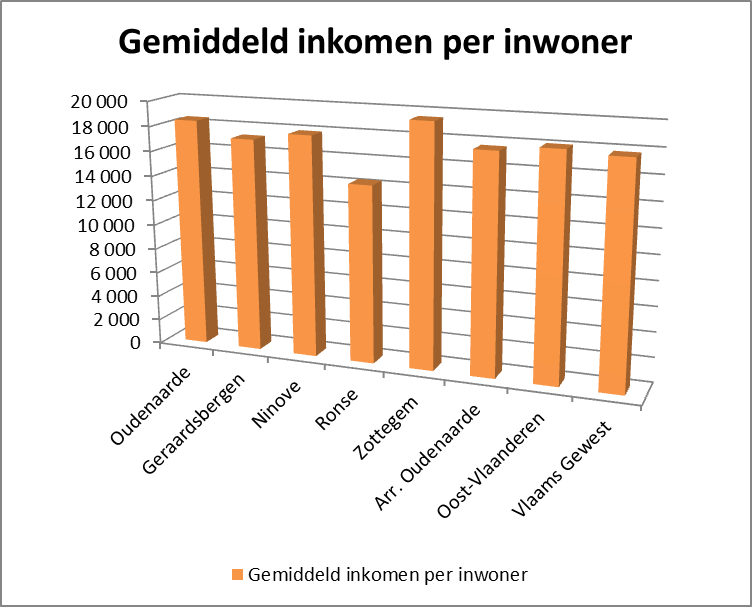 Gemiddeld inkomen per inwoner
20 000
18 000
16 000
14 000
12 000
10 000
8 000
6 000
4 000
2 000
0
Oudenaarde
Geraardsbergen
Ninove
Ronse
Zottegem
Arr. Oudenaarde
Oost-Vlaanderen
Vlaams Gewest
Gemiddeld inkomen per inwoner